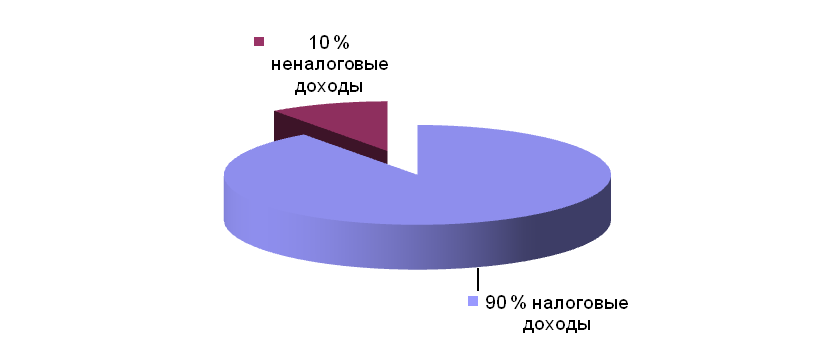 10 %
неналоговые
доходы
90 % налоговые
доходы